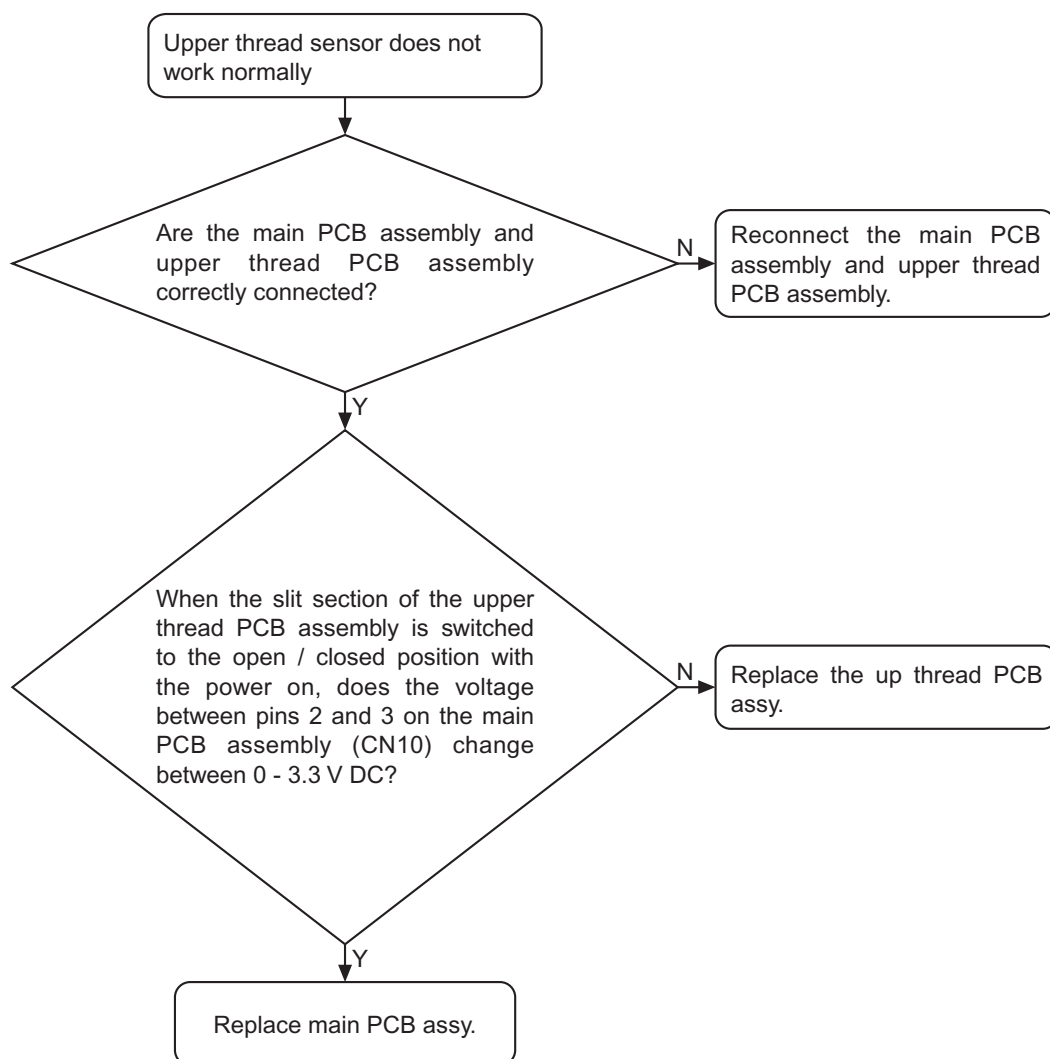 Upper thread sensor does not
work normally
Are the main PCB assembly and
upper thread PCB assembly
correctly connected?
N
Reconnect the main PCB
assembly and upper thread
PCB assembly.
Y
When the slit section of the upper
thread PCB assembly is switched
to the open / closed position with
the power on, does the voltage
between pins 2 and 3 on the main
PCB assembly (CN10) change
between 0 - 3.3 V DC?
N
Replace the up thread PCB
assy.
Y
Replace main PCB assy.